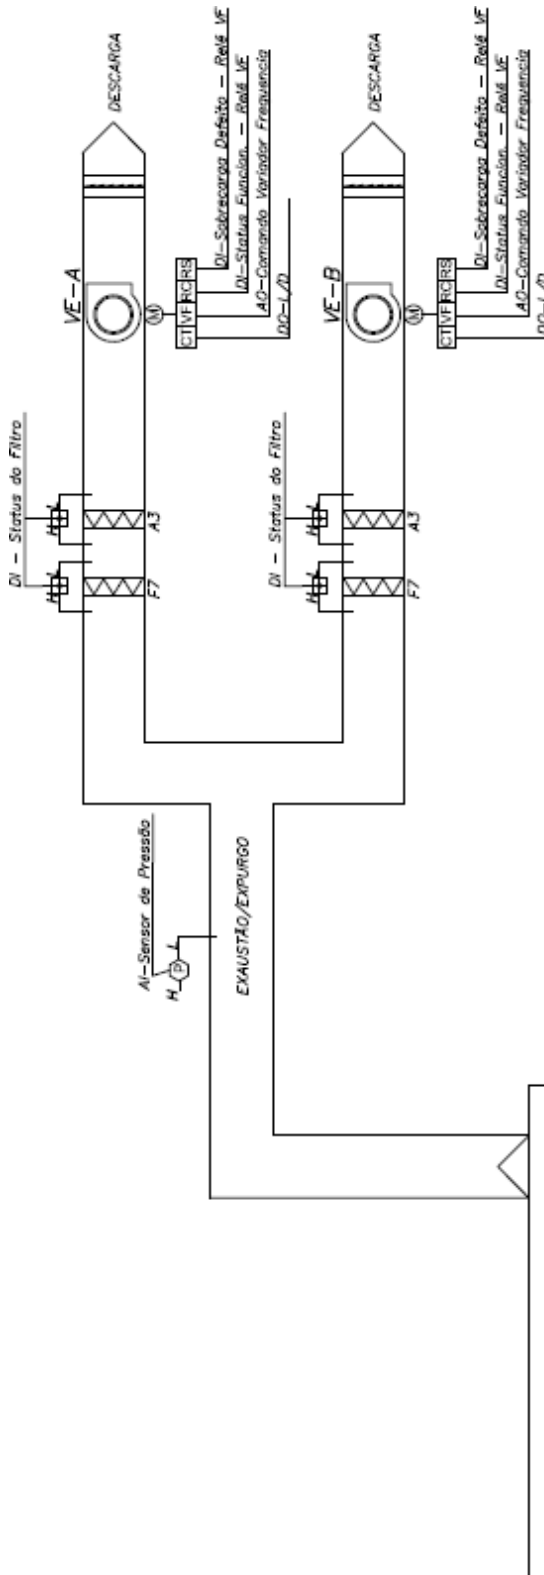 DI - Status do Filtro
H L
H L
F7
A3
VE-A
M
CT VF RC RS
DI-Sobrecarga Defeito - Relé VF
DI-Status Funcion. - Relé VF
AO-Comando Variador Frequencia
DO-L/D
DESCARGA
AI-Sensor de Pressão
H P L
EXAUSTÃO/EXPURGO
DI - Status do Filtro
H L
H L
F7
A3
VE-B
M
CT VF RC RS
DI-Sobrecarga Defeito - Relé VF
DI-Status Funcion. - Relé VF
AO-Comando Variador Frequencia
DO-L/D
DESCARGA